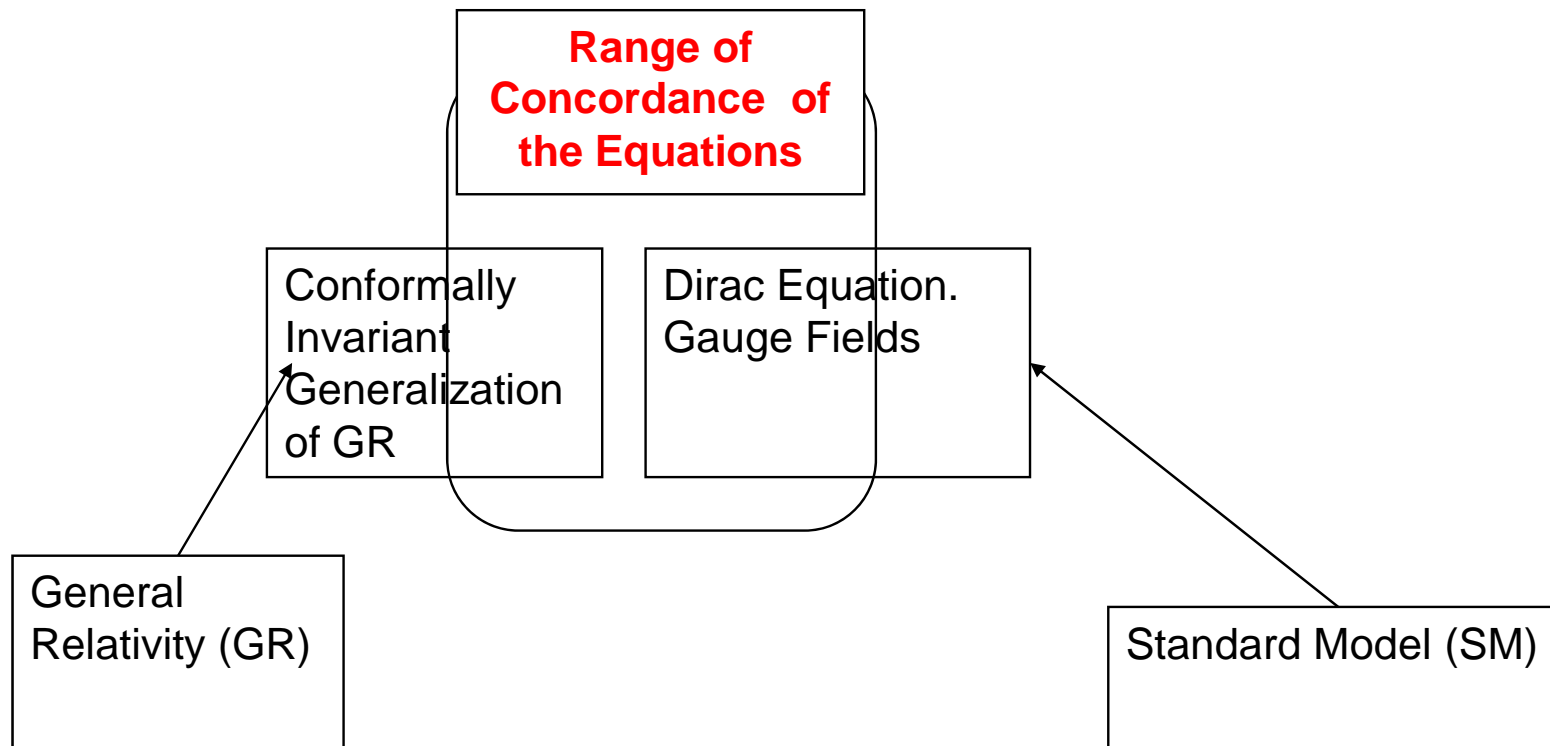 Range of
Concordance of
the Equations
Conformally
Invariant
Generalization
of GR
Dirac Equation.
Gauge Fields
General
Relativity (GR)
Standard Model (SM)